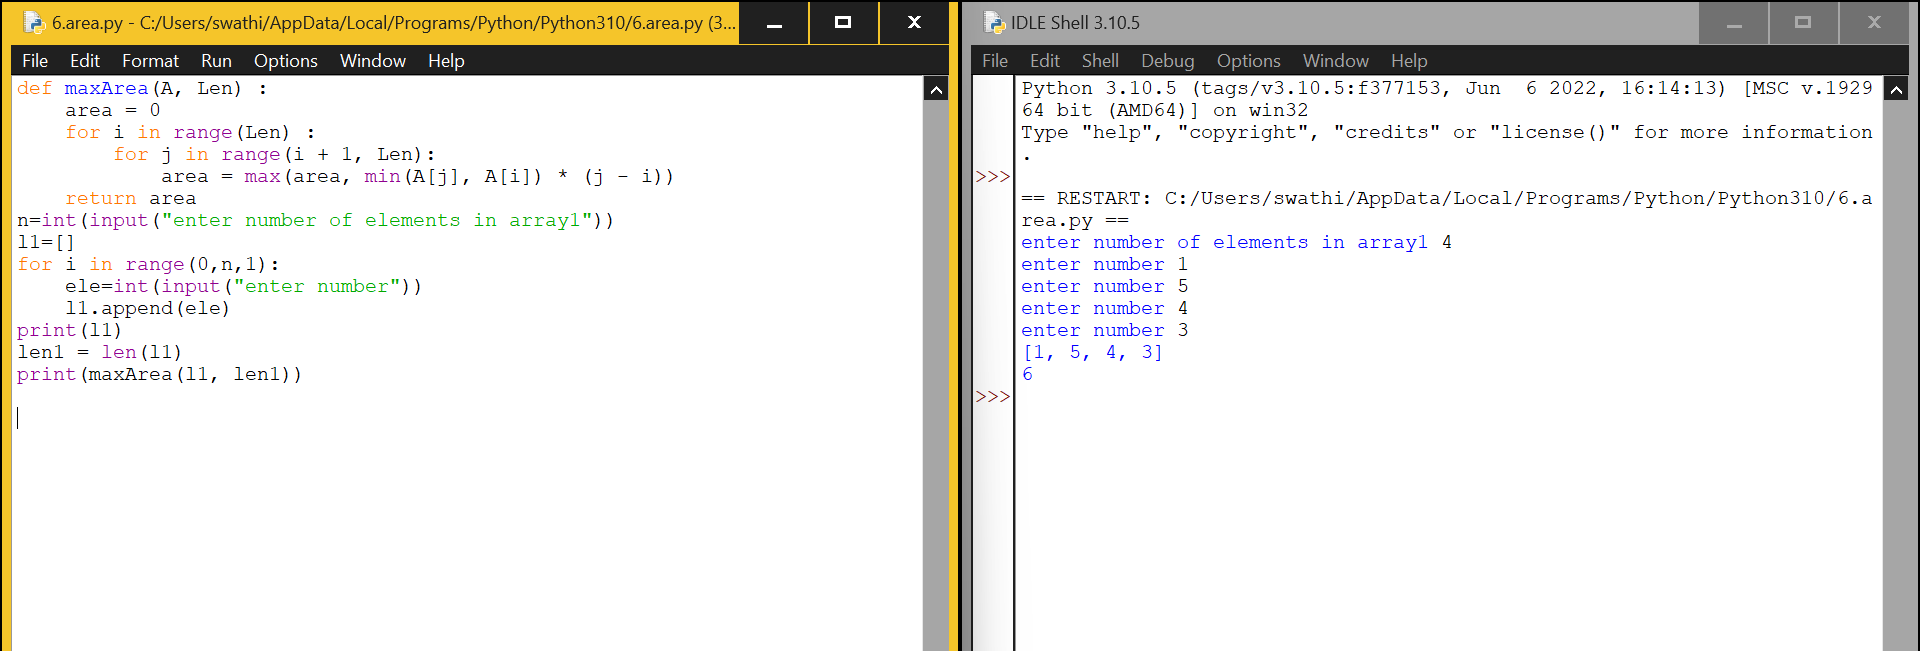 6.area.py - C:/Users/swathi/AppData/Local/Programs/Python/Python310/6.area.py (3...
File Edit Format Run Options Window Help
def maxArea(A, Len) :
    area = 0
    for i in range(Len) :
        for j in range(i + 1, Len):
            area = max(area, min(A[j], A[i]) * (j - i))
    return area
n=int(input("enter number of elements in array1"))
l1=[]
for i in range(0,n,1):
    ele=int(input("enter number"))
    l1.append(ele)
print(l1)
len1 = len(l1)
print(maxArea(l1, len1))
IDLE Shell 3.10.5
File Edit Shell Debug Options Window Help
Python 3.10.5 (tags/v3.10.5:f377153, Jun  6 2022, 16:14:13) [MSC v.1929
64 bit (AMD64)] on win32
Type "help", "copyright", "credits" or "license()" for more information
.
>>>
== RESTART: C:/Users/swathi/AppData/Local/Programs/Python/Python310/6.a
rea.py ==
enter number of elements in array1 4
enter number 1
enter number 5
enter number 4
enter number 3
[1, 5, 4, 3]
6
>>>